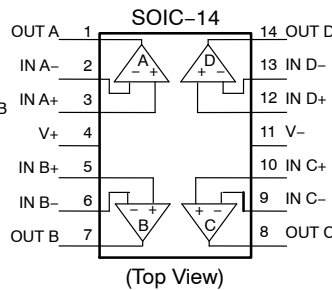 SOIC−14
OUT A 1 14 OUT D
IN A− 2 A D 13 IN D−
− + + −
IN A+ 3 12 IN D+
B
V+ 4 11 V−
IN B+ 5 10 IN C+
IN B− 6 − + + − 9 IN C−
B C
OUT B 7 8 OUT C
(Top View)